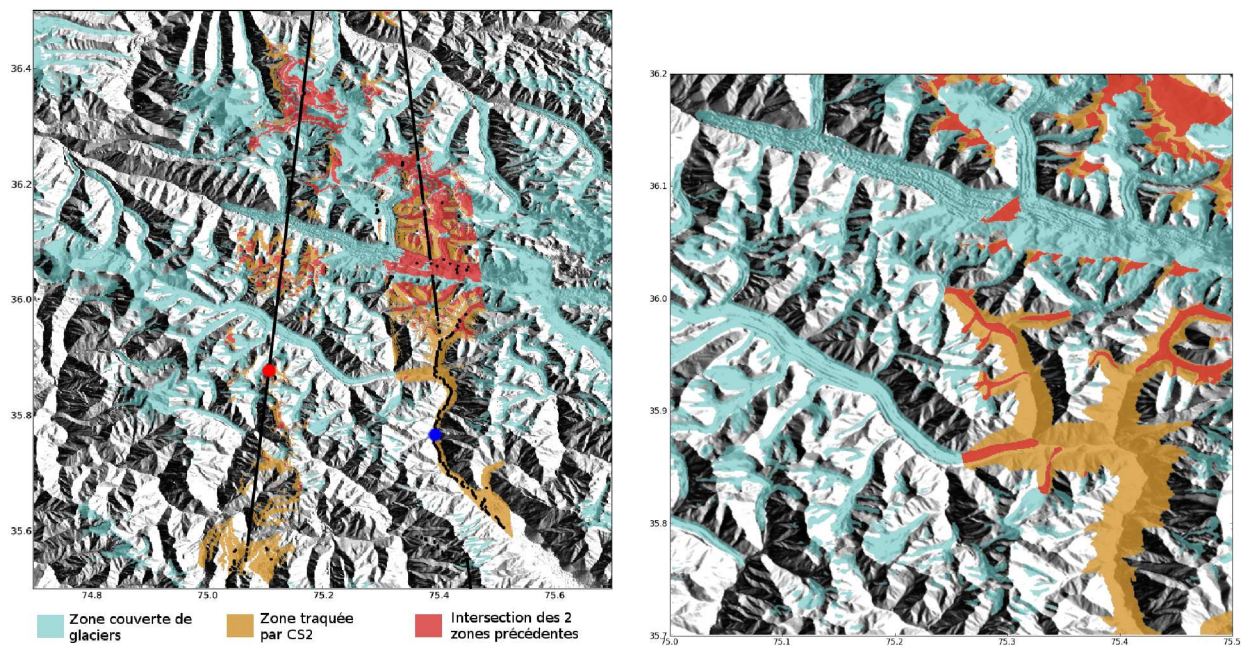 36.4
36.2
36.0
35.8
35.6
74.8 75.0 75.2 75.4 75.6
Zone couverte de
glaciers
Zone traquée
par CS2
Intersection des 2
zones précédentes
36.2
36.1
36.0
35.9
35.8
35.7
75.0 75.1 75.2 75.3 75.4 75.5